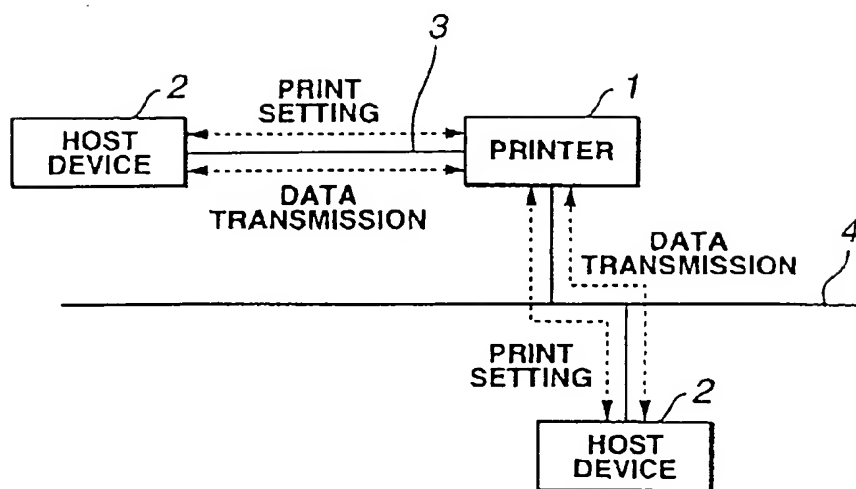 3
2
1
PRINT
SETTING
HOST
DEVICE
PRINTER
DATA
TRANSMISSION
DATA
TRANSMISSION
4
PRINT
SETTING
2
HOST
DEVICE